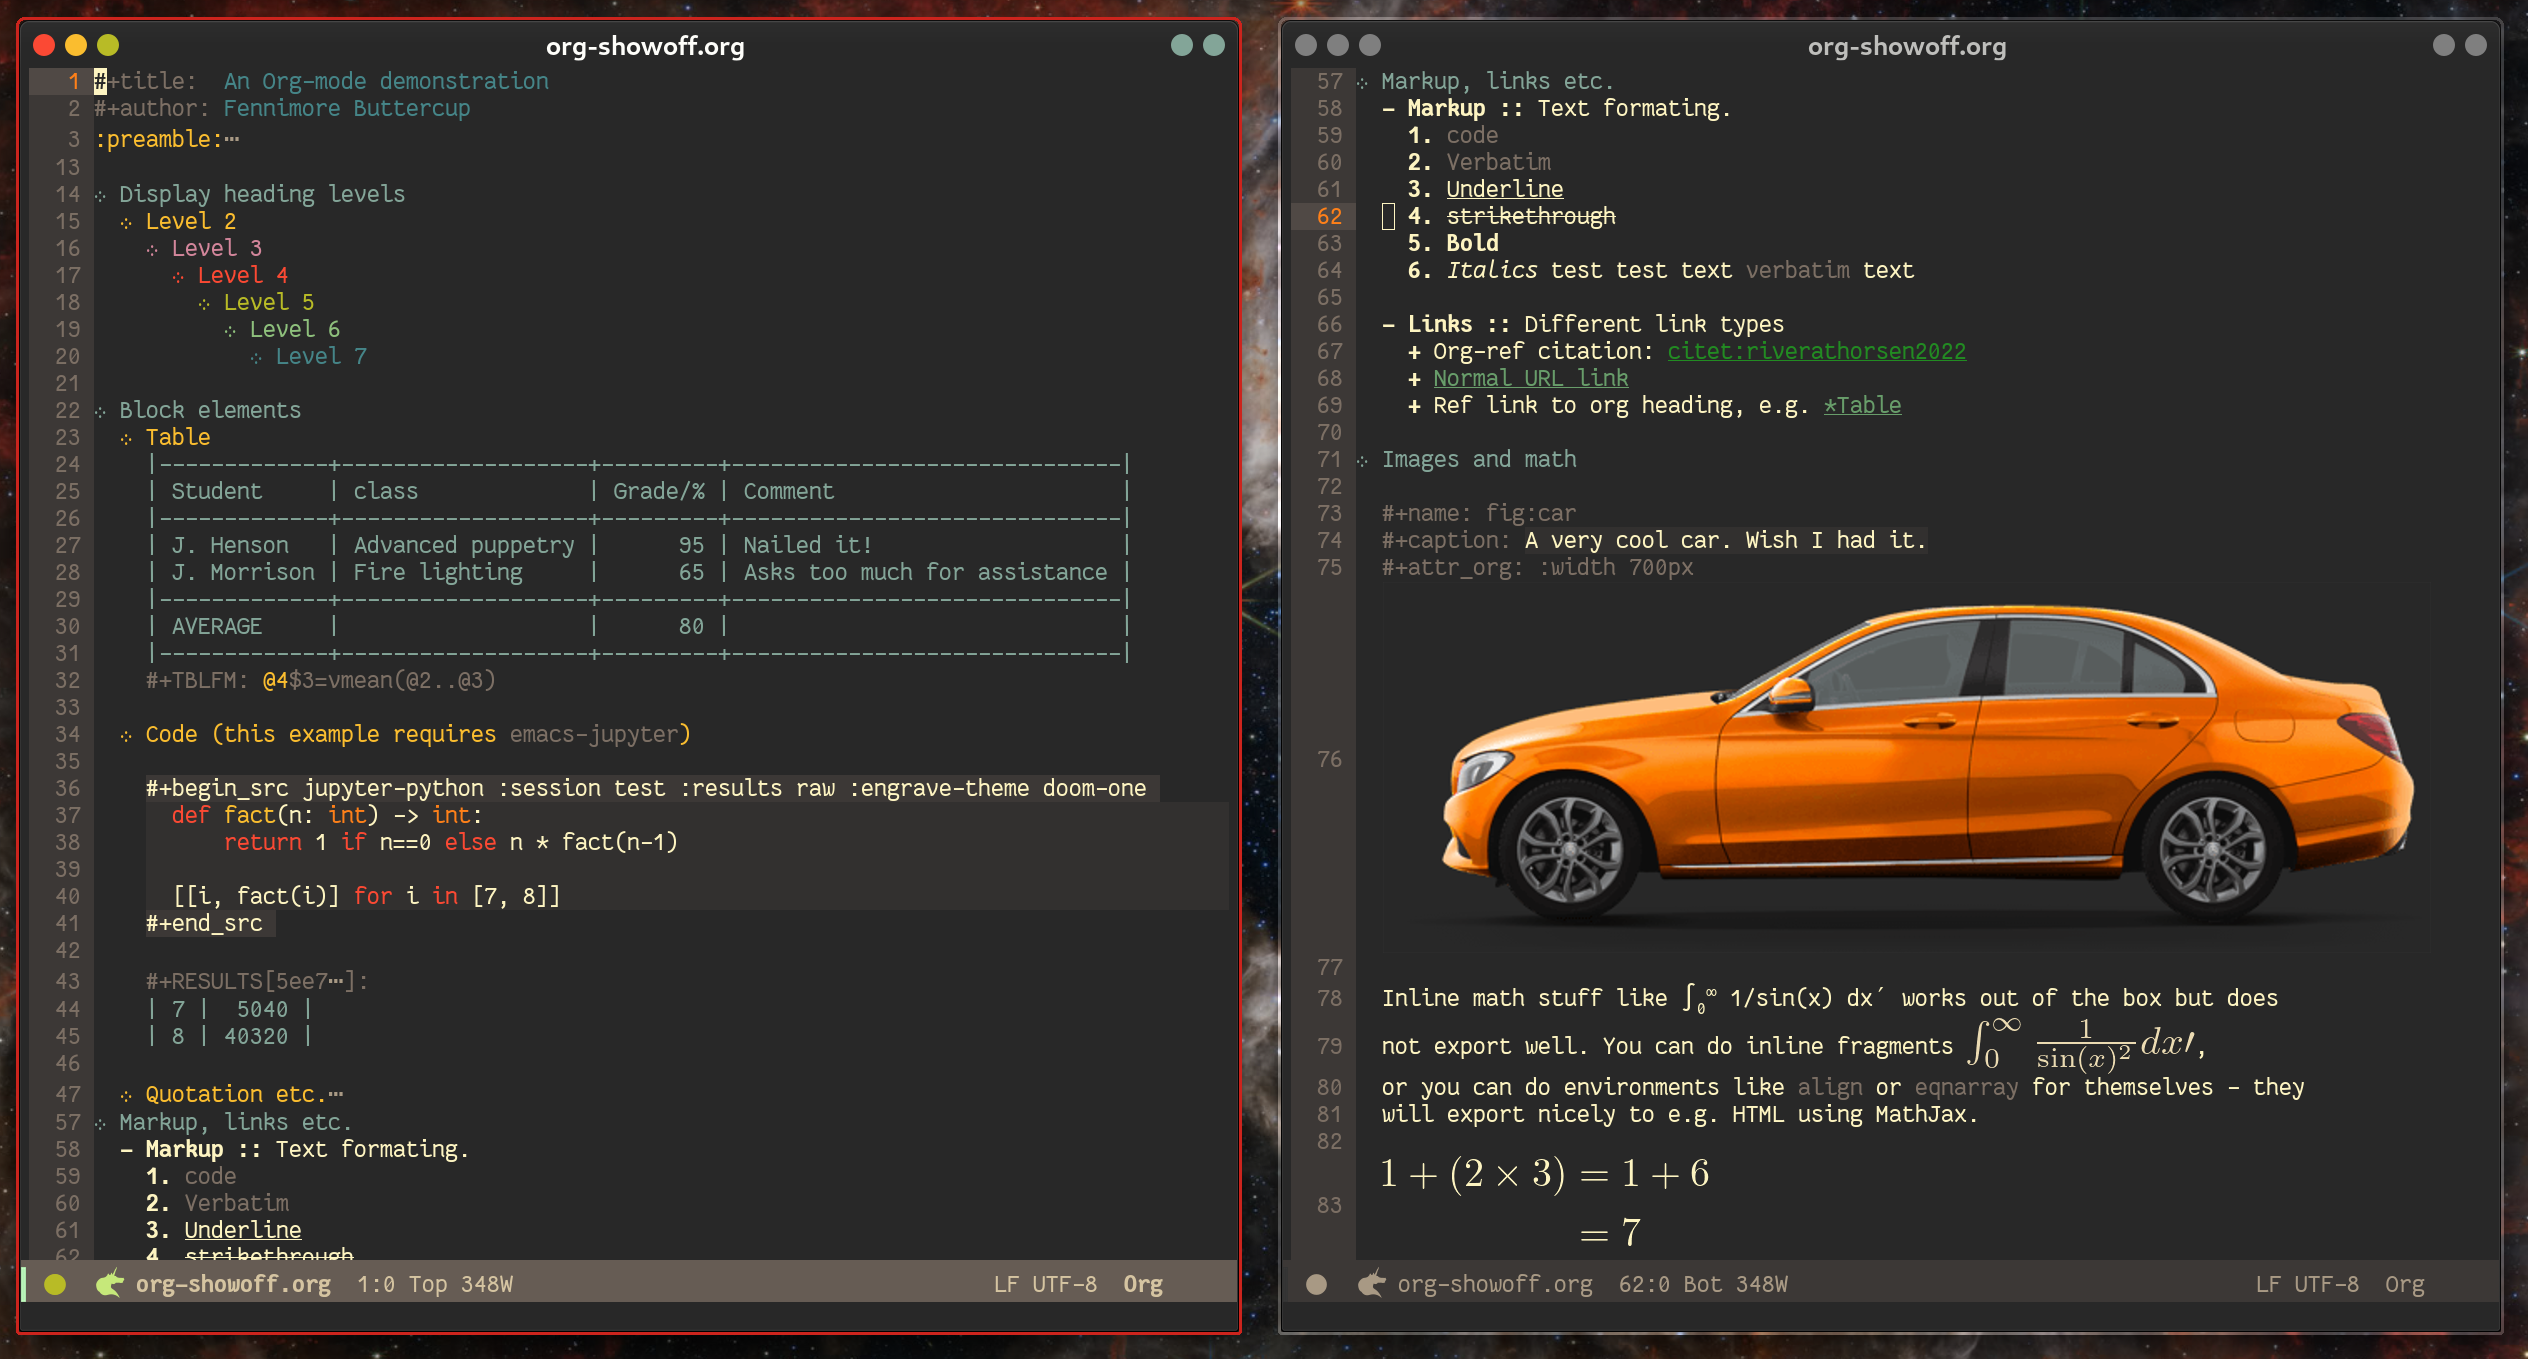 org-showoff.org
1 #+title:  An Org-mode demonstration
2 #+author: Fennimore Buttercup
3 :preamble:…
13
14 Display heading levels
15 Level 2
16 Level 3
17 Level 4
18 Level 5
19 Level 6
20 Level 7
21
22 Block elements
23 Table
24 |-------------+-------------------+---------+------------------------------|
25 | Student     | class             | Grade/% | Comment                      |
26 |-------------+-------------------+---------+------------------------------|
27 | J. Henson   | Advanced puppetry |      95 | Nailed it!                   |
28 | J. Morrison | Fire lighting     |      65 | Asks too much for assistance |
29 |-------------+-------------------+---------+------------------------------|
30 | AVERAGE     |                   |      80 |                              |
31 |-------------+-------------------+---------+------------------------------|
32 #+TBLFM: @4$3=vmean(@2..@3)
33
34 Code (this example requires emacs-jupyter)
35
36 #+begin_src jupyter-python :session test :results raw :engrave-theme doom-one
37 def fact(n: int) -> int:
38     return 1 if n==0 else n * fact(n-1)
39
40 [[i, fact(i)] for i in [7, 8]]
41 #+end_src
42
43 #+RESULTS[5ee7…]:
44 | 7 |  5040 |
45 | 8 | 40320 |
46
47 Quotation etc.…
57 Markup, links etc.
58 - Markup :: Text formating.
59 1. code
60 2. Verbatim
61 3. Underline
62 4. strikethrough
org-showoff.org  1:0 Top 348W LF UTF-8 Org
org-showoff.org
57 Markup, links etc.
58 - Markup :: Text formating.
59 1. code
60 2. Verbatim
61 3. Underline
62 4. strikethrough
63 5. Bold
64 6. Italics test test text verbatim text
65
66 - Links :: Different link types
67 + Org-ref citation: citet:riverathorsen2022
68 + Normal URL link
69 + Ref link to org heading, e.g. *Table
70
71 Images and math
72
73 #+name: fig:car
74 #+caption: A very cool car. Wish I had it.
75 #+attr_org: :width 700px
76
77
78 Inline math stuff like ∫₀^∞ 1/sin(x) dx′ works out of the box but does
79 not export well. You can do inline fragments ∫₀^∞ 1/sin(x)² dx′,
80 or you can do environments like align or eqnarray for themselves – they
81 will export nicely to e.g. HTML using MathJax.
82
1 + (2 × 3) = 1 + 6
83
= 7
org-showoff.org  62:0 Bot 348W LF UTF-8 Org